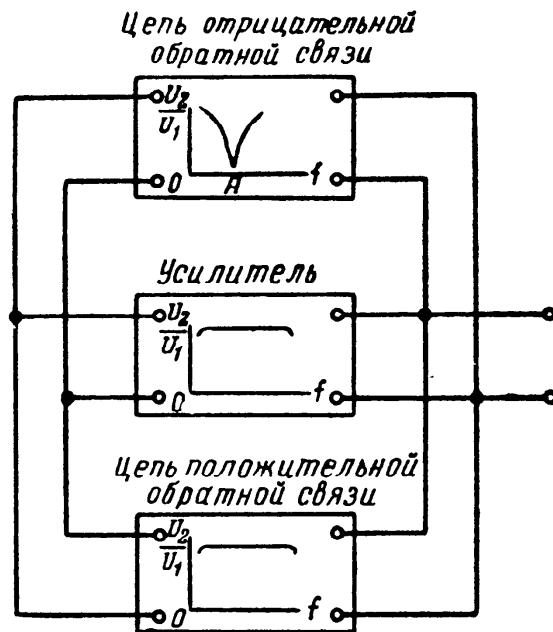 Цепь отрицательной
обратной связи
U2
U1
0
A
f
Усилитель
U2
U1
0
f
Цепь положительной
обратной связи
U2
U1
0
f